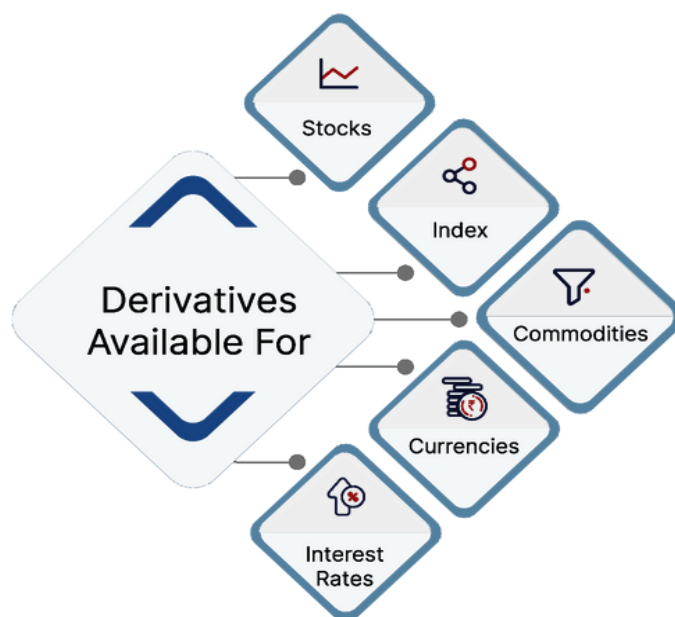 Derivatives
Available For
Stocks
Index
Commodities
Currencies
Interest
Rates